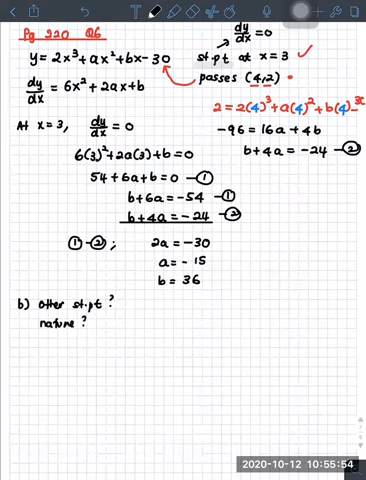 Pg 220 Q6
dy/dx = 0
y = 2x³ + ax² + bx - 30
st.pt at x = 3 ✓
passes (4,2) •
dy/dx = 6x² + 2ax + b
2 = 2(4)³ + a(4)² + b(4) - 30
-96 = 16a + 4b
b + 4a = -24 — ②
At x = 3, dy/dx = 0
6(3)² + 2a(3) + b = 0
54 + 6a + b = 0 — ①
b + 6a = -54 — ①
b + 4a = -24 — ②
① - ② ; 2a = -30
a = - 15
b = 36
b) other st.pt ?
nature ?
2020-10-12 10:55:54